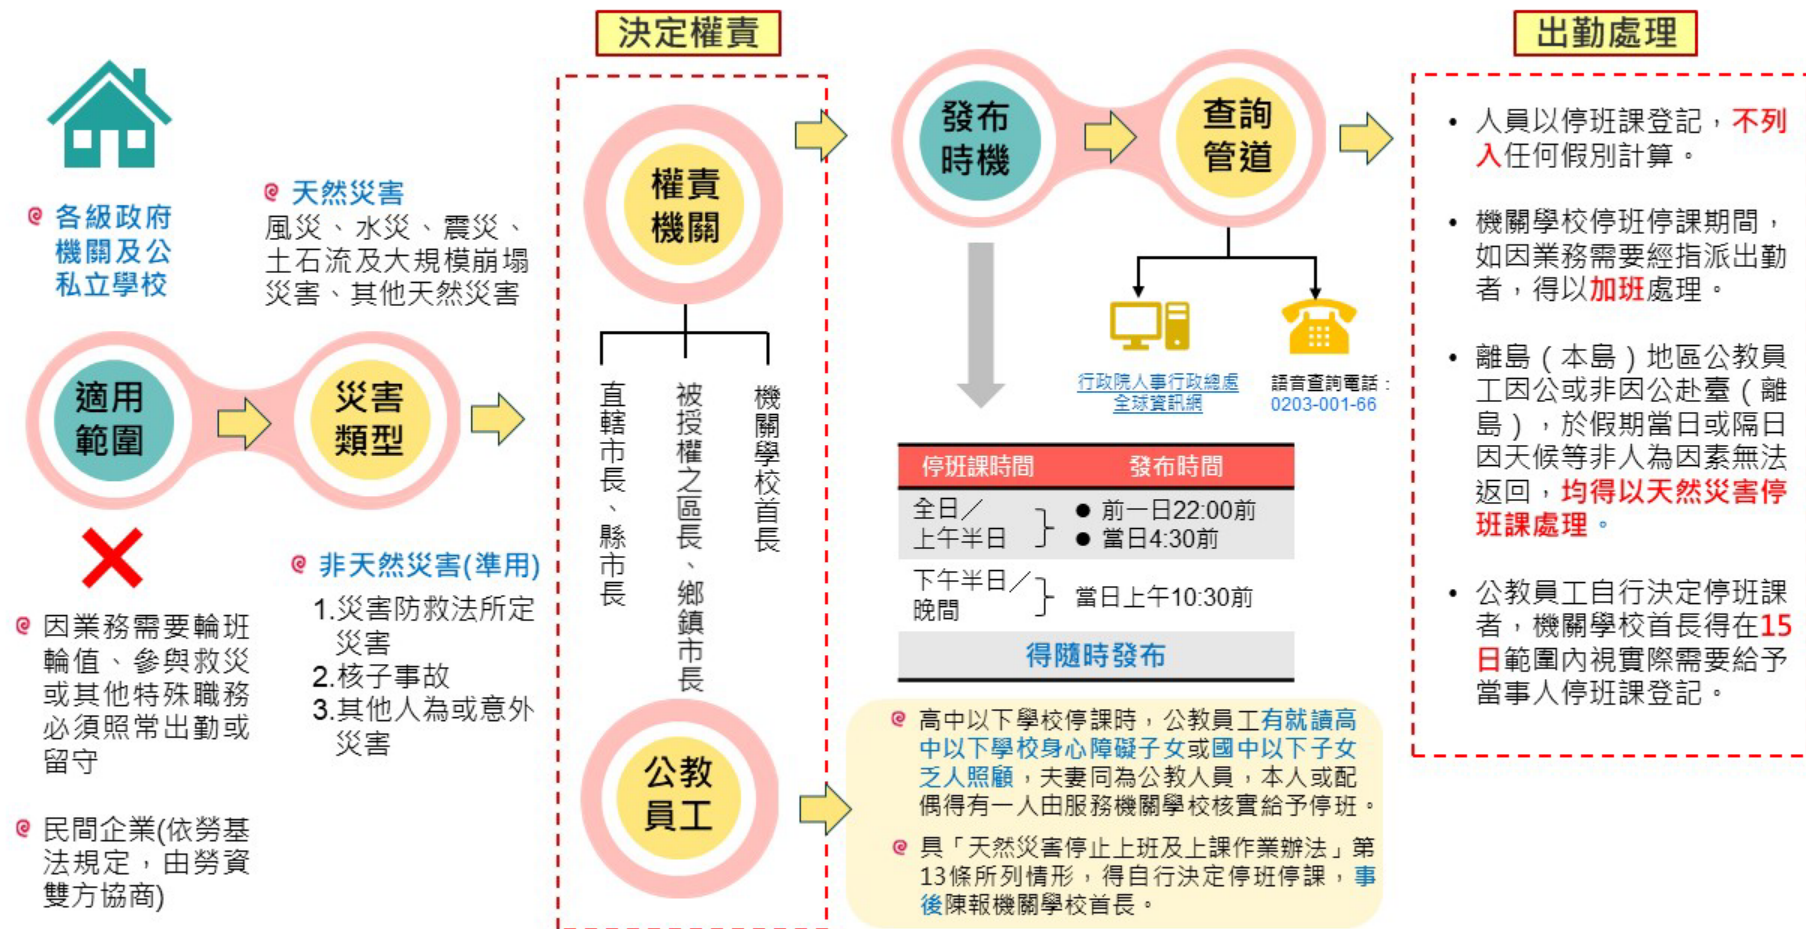 各級政府
機關及公
私立學校
適用
範圍
因業務需要輪班
輪值、參與救災
或其他特殊職務
必須照常出勤或
留守
民間企業(依勞基
法規定，由勞資
雙方協商)
天然災害
風災、水災、震災、
土石流及大規模崩塌
災害、其他天然災害
災害
類型
非天然災害(準用)
1.災害防救法所定
災害
2.核子事故
3.其他人為或意外
災害
決定權責
權責
機關
直轄市長、縣市長
被授權之區長、鄉鎮市長
機關學校首長
公教
員工
發布
時機
查詢
管道
行政院人事行政總處
全球資訊網
語音查詢電話：
0203-001-66
停班課時間 發布時間
全日／
上午半日
● 前一日22:00前
● 當日4:30前
下午半日／
晚間
當日上午10:30前
得隨時發布
高中以下學校停課時，公教員工有就讀高
中以下學校身心障礙子女或國中以下子女
乏人照顧，夫妻同為公教人員，本人或配
偶得有一人由服務機關學校核實給予停班。
具「天然災害停止上班及上課作業辦法」第
13條所列情形，得自行決定停班停課，事
後陳報機關學校首長。
出勤處理
• 人員以停班課登記，不列
入任何假別計算。
• 機關學校停班停課期間，
如因業務需要經指派出勤
者，得以加班處理。
• 離島（本島）地區公教員
工因公或非因公赴臺（離
島），於假期當日或隔日
因天候等非人為因素無法
返回，均得以天然災害停
班課處理。
• 公教員工自行決定停班課
者，機關學校首長得在15
日範圍內視實際需要給予
當事人停班課登記。